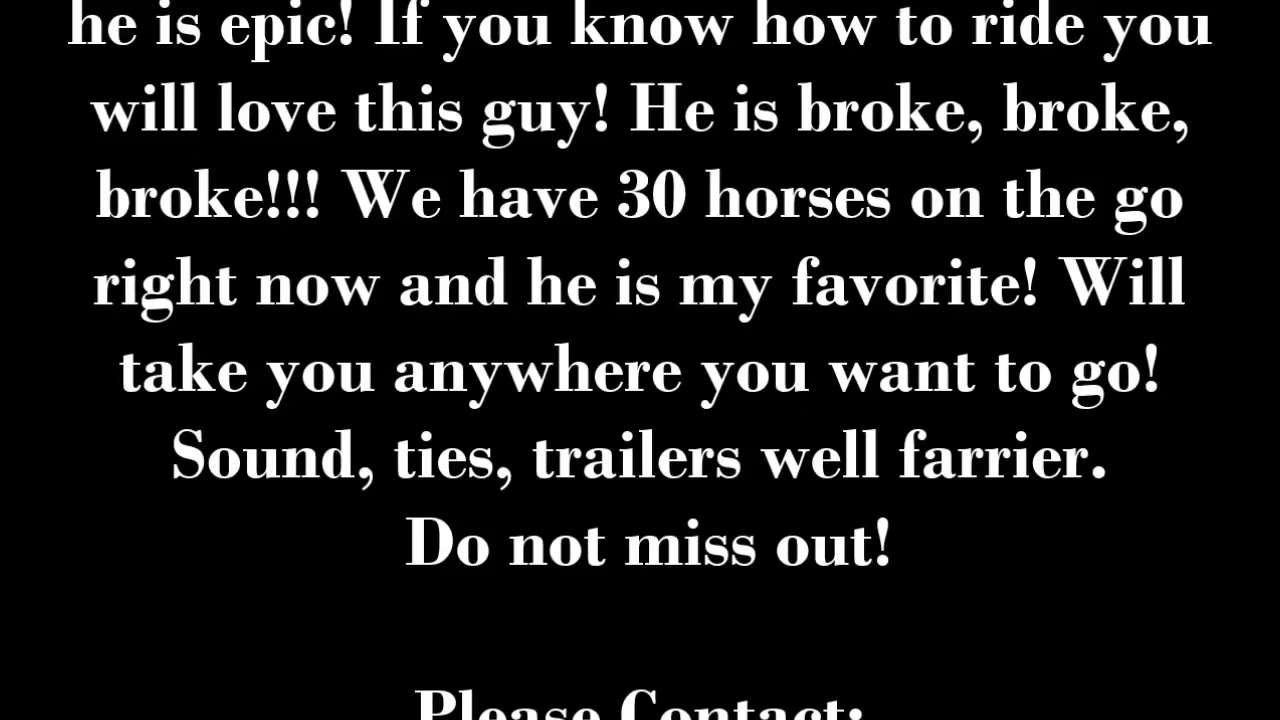 he is epic! If you know how to ride you
will love this guy! He is broke, broke,
broke!!! We have 30 horses on the go
right now and he is my favorite! Will
take you anywhere you want to go!
Sound, ties, trailers well farrier.
Do not miss out!
Please Contact: